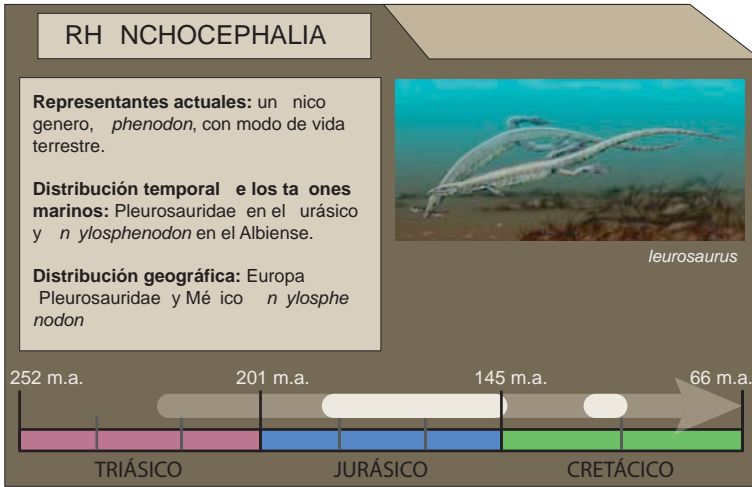 RH NCHOCEPHALIA
Representantes actuales: un nico
genero, phenodon, con modo de vida
terrestre.
Distribución temporal e los ta ones
marinos: Pleurosauridae en el urásico
y n ylosphenodon en el Albiense.
Distribución geográfica: Europa
Pleurosauridae y Mé ico n ylosphe
nodon
leurosaurus
252 m.a. 201 m.a. 145 m.a. 66 m.a.
TRIÁSICO JURÁSICO CRETÁCICO